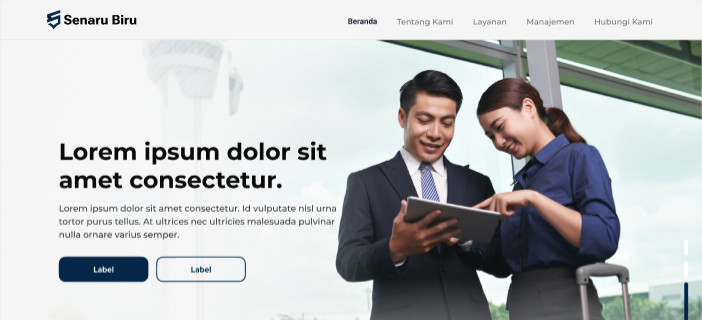 Senaru Biru
Beranda
Tentang Kami
Layanan
Manajemen
Hubungi Kami
Lorem ipsum dolor sit
amet consectetur.
Lorem ipsum dolor sit amet consectetur. Id vulputate nisl urna
tortor purus tellus. At ultrices nec ultricies malesuada pulvinar
nulla ornare varius semper.
Label
Label